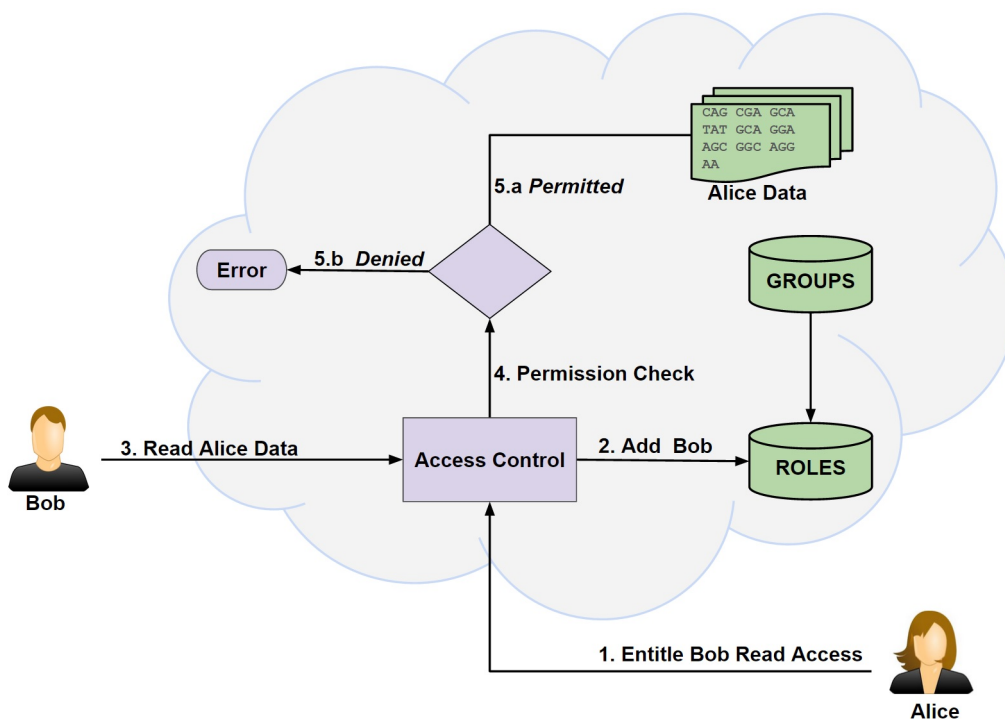 CAG CGA GCA
TAT GCA GGA
AGC GGC AGG
AA
Alice Data
5.a Permitted
5.b Denied
Error
GROUPS
4. Permission Check
3. Read Alice Data
Access Control
2. Add Bob
ROLES
Bob
1. Entitle Bob Read Access
Alice